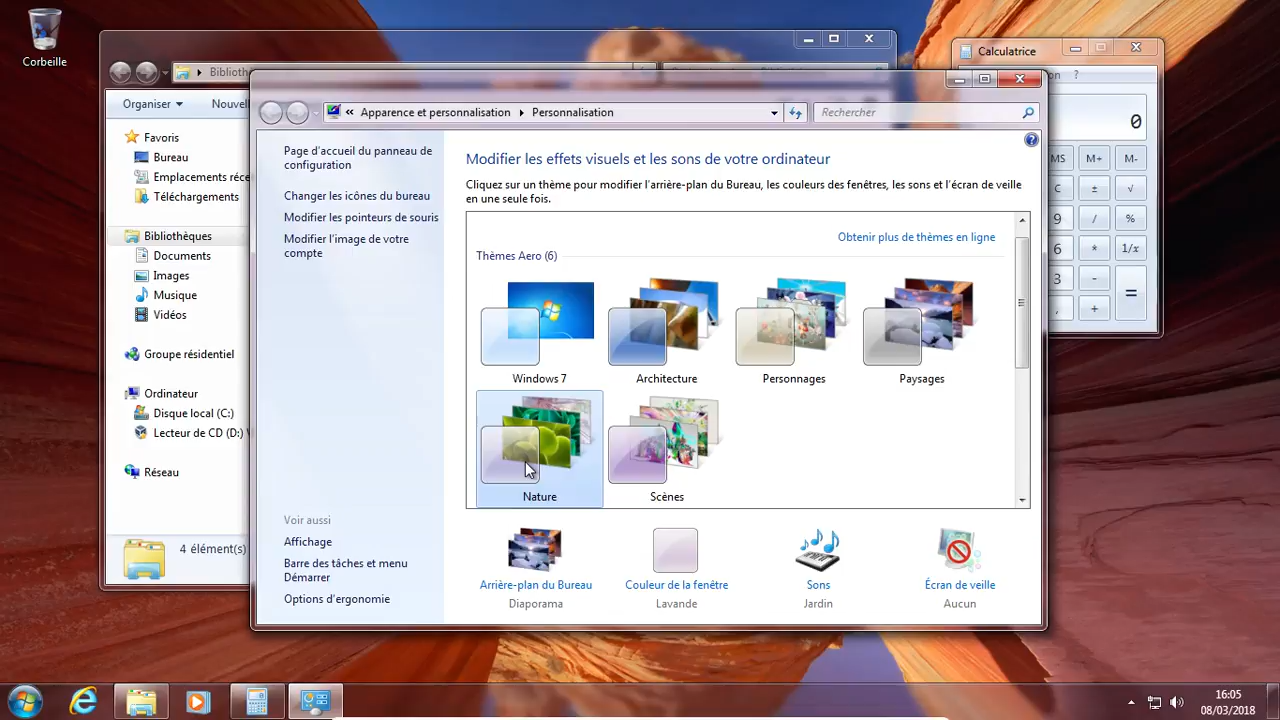 Corbeille
Biblioth
Organiser
Nouvell
Favoris
Bureau
Emplacements réce
Téléchargements
Bibliothèques
Documents
Images
Musique
Vidéos
Groupe résidentiel
Ordinateur
Disque local (C:)
Lecteur de CD (D:) V
Réseau
4 élément(s)
« Apparence et personnalisation
Personnalisation
Rechercher
Page d'accueil du panneau de
configuration
Changer les icônes du bureau
Modifier les pointeurs de souris
Modifier l'image de votre
compte
Voir aussi
Affichage
Barre des tâches et menu
Démarrer
Options d'ergonomie
Modifier les effets visuels et les sons de votre ordinateur
Cliquez sur un thème pour modifier l'arrière-plan du Bureau, les couleurs des fenêtres, les sons et l'écran de veille
en une seule fois.
Obtenir plus de thèmes en ligne
Thèmes Aero (6)
Windows 7
Architecture
Personnages
Paysages
Nature
Scènes
Arrière-plan du Bureau
Diaporama
Couleur de la fenêtre
Lavande
Sons
Jardin
Écran de veille
Aucun
Calculatrice
on ?
0
MS M+ M-
C ± √
9 / %
6 * 1/x
3 - =
, +
16:05
08/03/2018